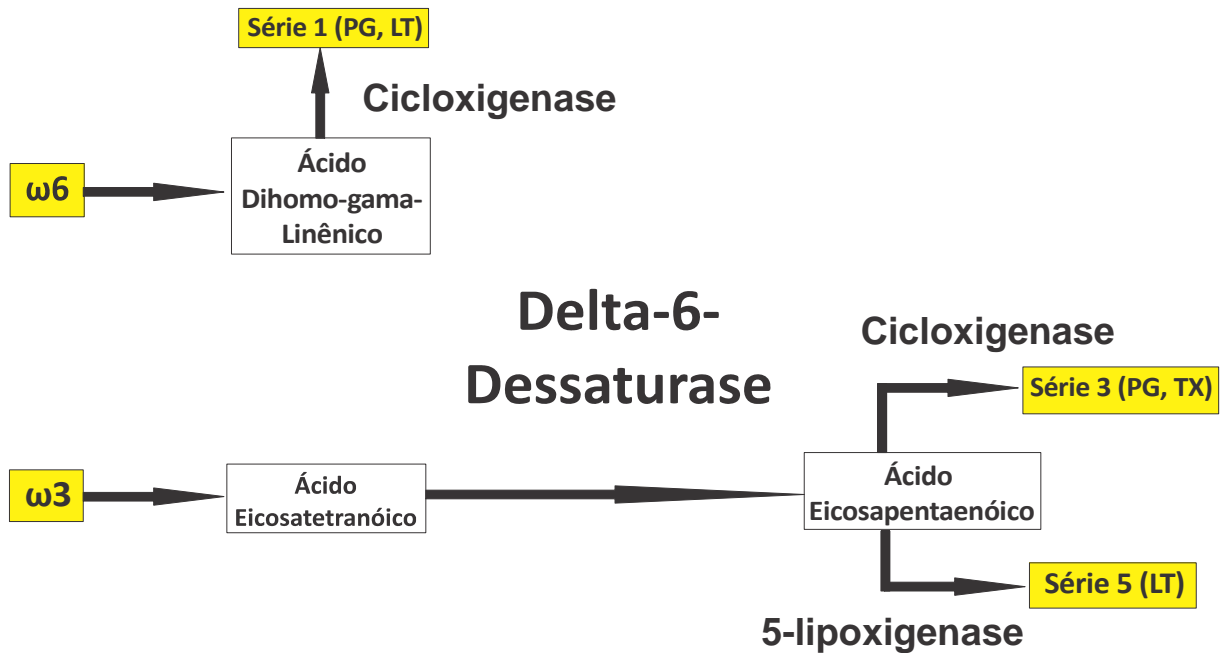 Série 1 (PG, LT)
Cicloxigenase
ω6
Ácido
Dihomo-gama-
Linênico
Delta-6-
Dessaturase
Cicloxigenase
Série 3 (PG, TX)
ω3
Ácido
Eicosatetranóico
Ácido
Eicosapentaenóico
Série 5 (LT)
5-lipoxigenase